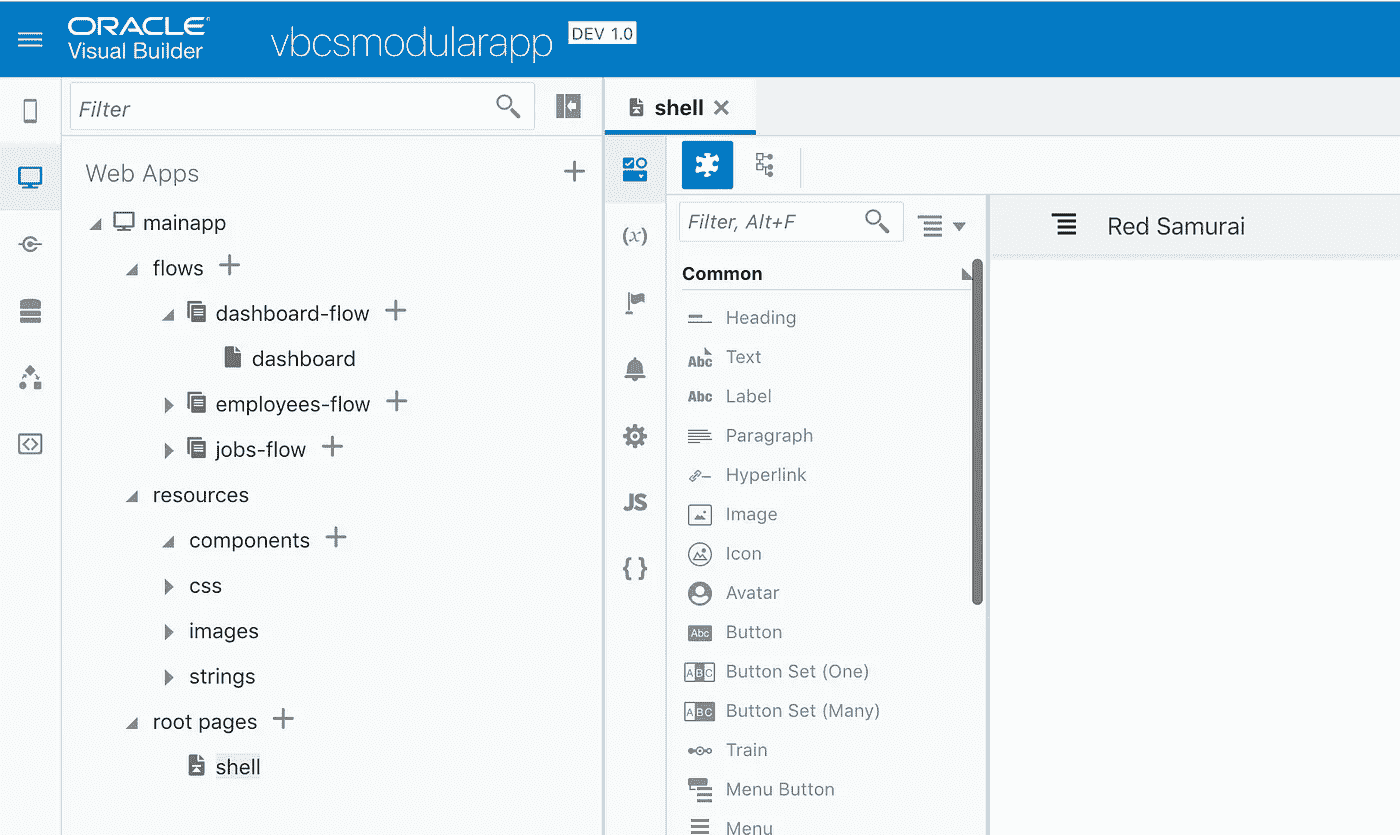 ORACLE
Visual Builder
vbcsmodularapp
DEV 1.0
Filter
Web Apps
mainapp
flows
dashboard-flow
dashboard
employees-flow
jobs-flow
resources
components
css
images
strings
root pages
shell
shell
(x)
JS
{ }
Filter, Alt+F
Common
Heading
Abc Text
Abc Label
Paragraph
Hyperlink
Image
Icon
Avatar
Abc Button
ABC Button Set (One)
ABC Button Set (Many)
Train
Menu Button
Menu
Red Samurai